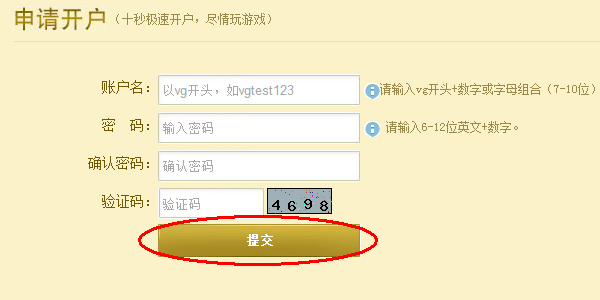 申请开户（十秒极速开户，尽情玩游戏）
账户名： 以vg开头，如vgtest123 请输入vg开头+数字或字母组合（7-10位）
密 码： 输入密码 请输入6-12位英文+数字。
确认密码： 确认密码
验证码： 验证码 4698
提交